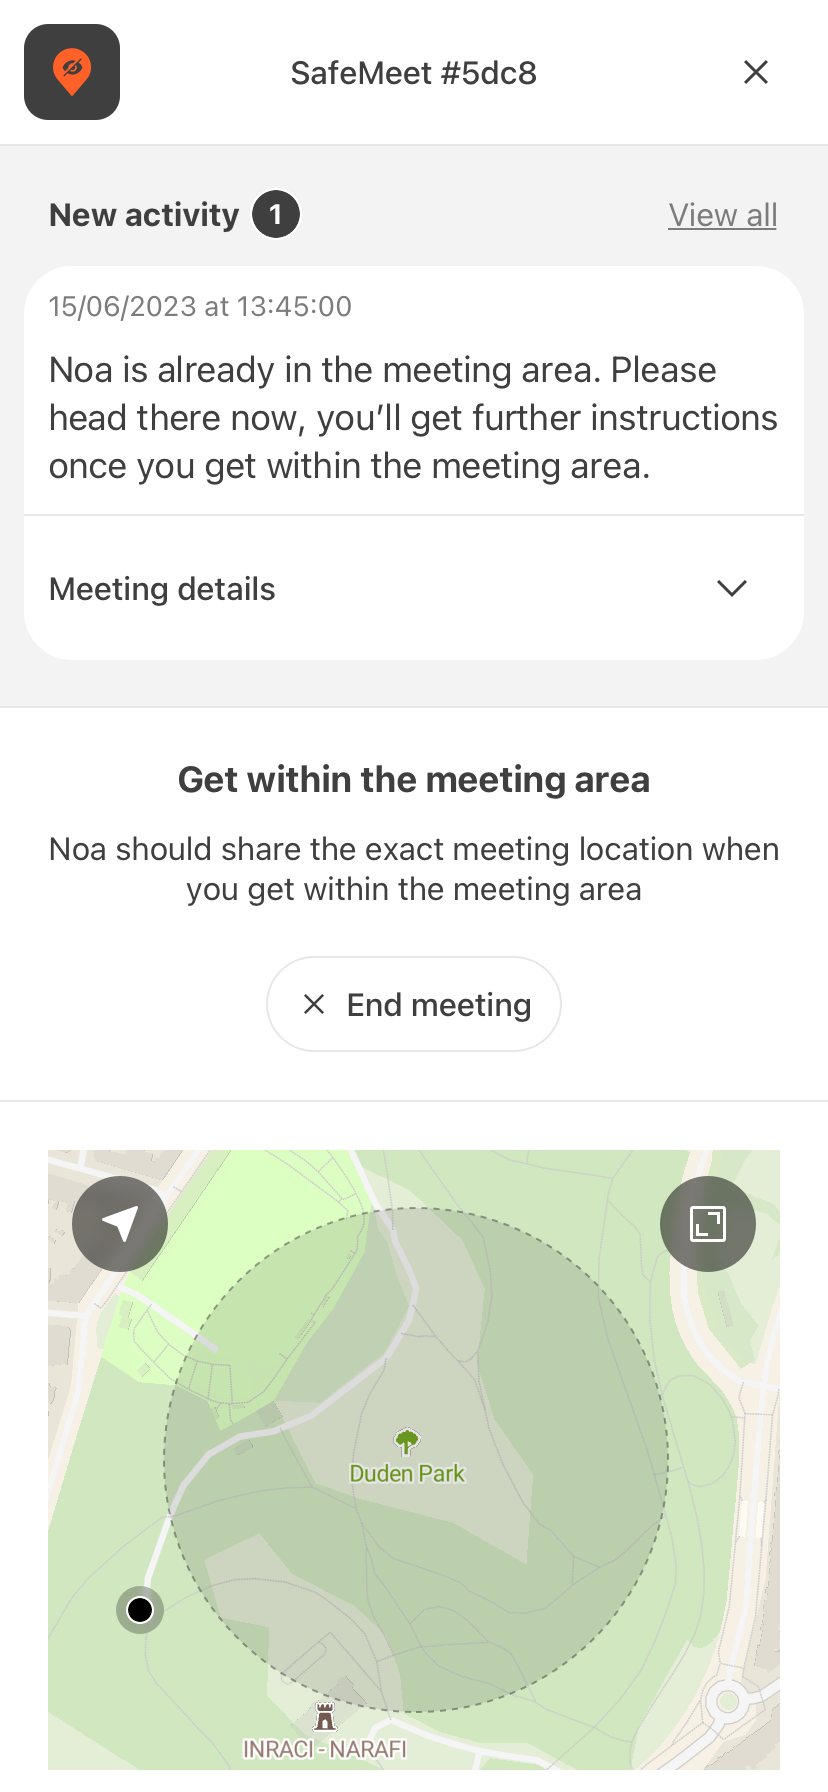 SafeMeet #5dc8
New activity 1
View all
15/06/2023 at 13:45:00
Noa is already in the meeting area. Please
head there now, you’ll get further instructions
once you get within the meeting area.
Meeting details
Get within the meeting area
Noa should share the exact meeting location when
you get within the meeting area
End meeting
Duden Park
INRACI - NARAFI